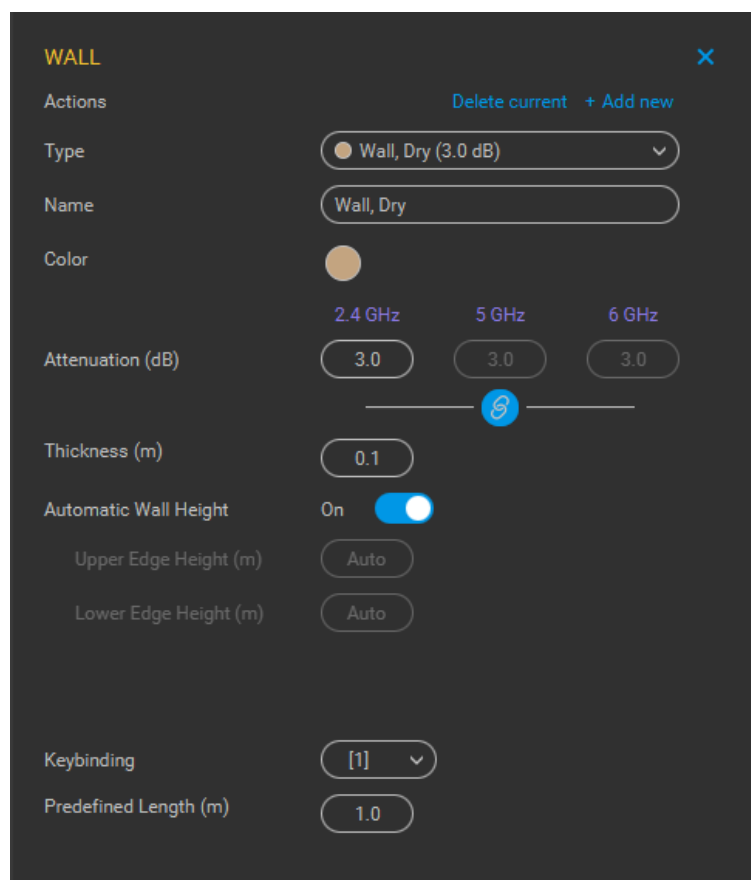 WALL
Actions Delete current + Add new
Type Wall, Dry (3.0 dB)
Name Wall, Dry
Color
2.4 GHz 5 GHz 6 GHz
Attenuation (dB) 3.0 3.0 3.0
Thickness (m) 0.1
Automatic Wall Height On
Upper Edge Height (m) Auto
Lower Edge Height (m) Auto
Keybinding [1]
Predefined Length (m) 1.0